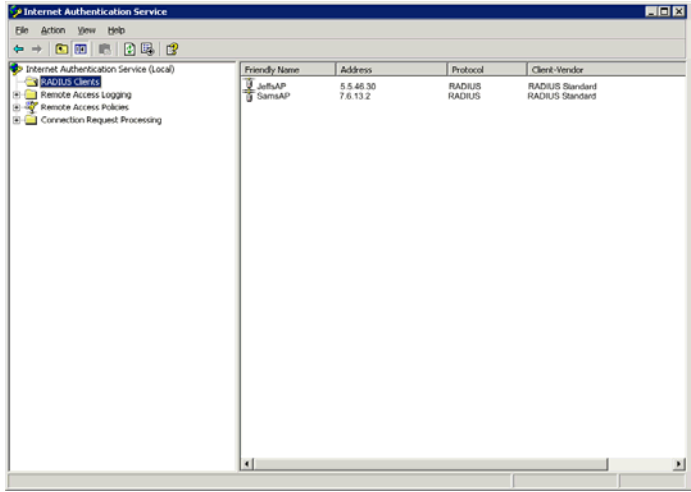 Internet Authentication Service
File Action View Help
Internet Authentication Service (Local)
RADIUS Clients
Remote Access Logging
Remote Access Policies
Connection Request Processing
Friendly Name Address Protocol Client-Vendor
JeffsAP 5.5.46.30 RADIUS RADIUS Standard
SamsAP 7.6.13.2 RADIUS RADIUS Standard